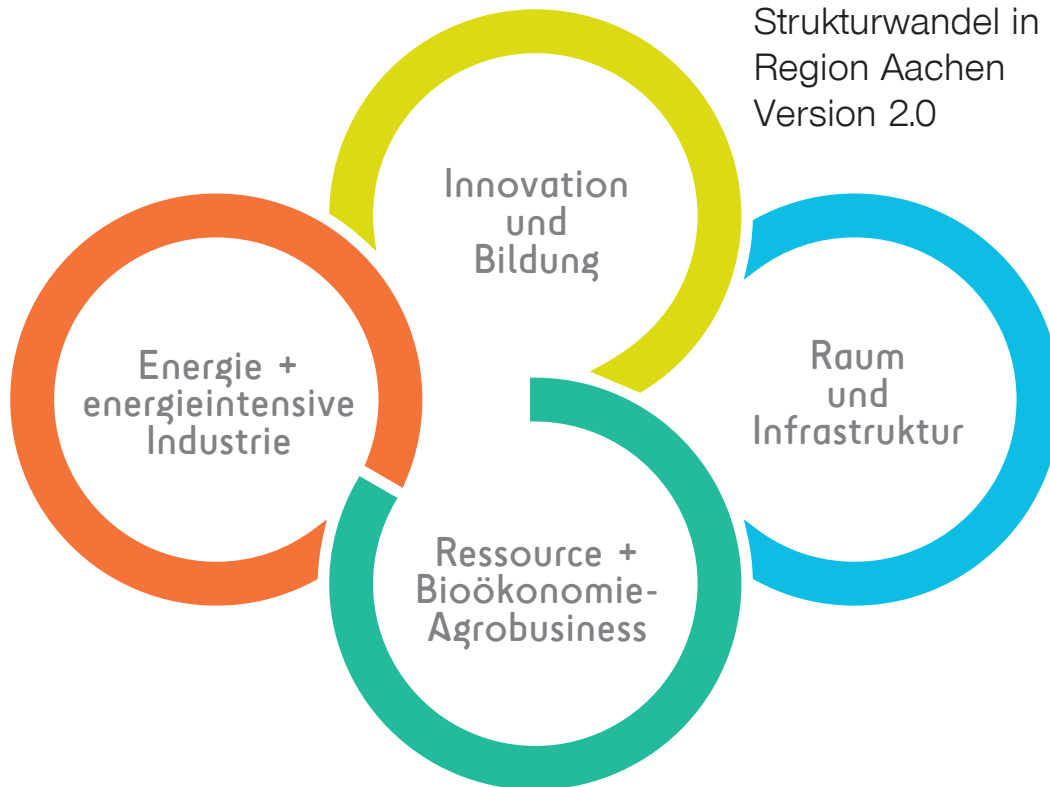 Strukturwandel in
Region Aachen
Version 2.0
Innovation
und
Bildung
Energie +
energieintensive
Industrie
Raum
und
Infrastruktur
Ressource +
Bioökonomie-
Agrobusiness